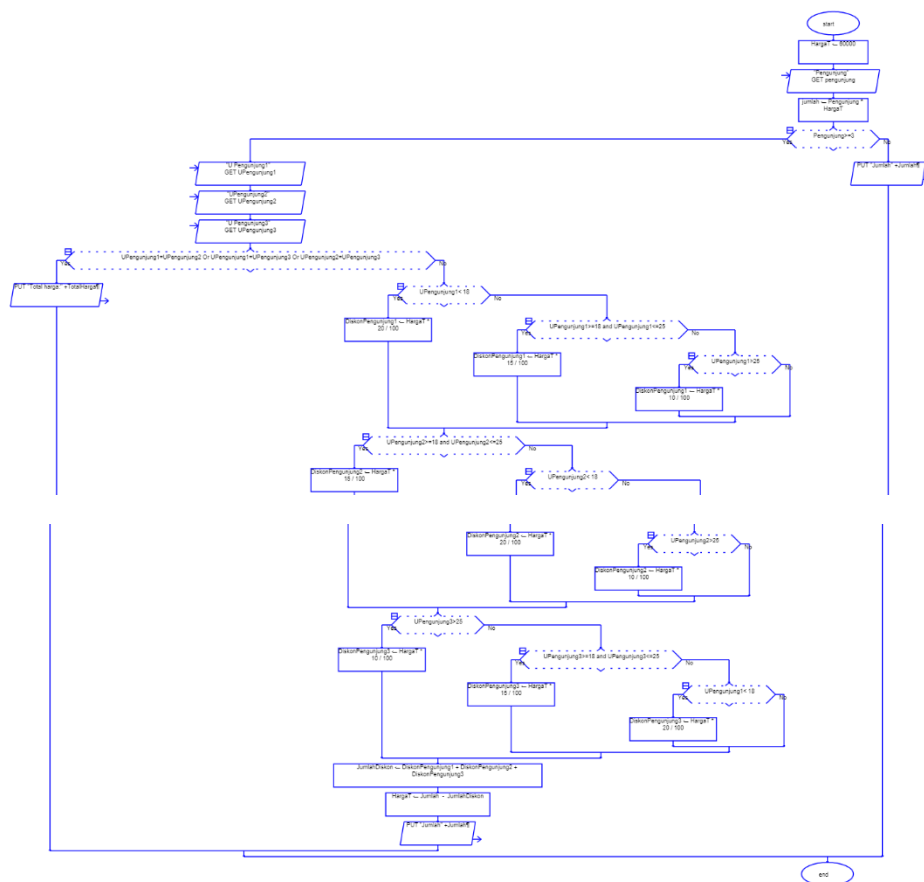 start
HargaT ← 60000
"Pengunjung"
GET pengunjung
jumlah ← Pengunjung *
HargaT
Pengunjung>=3
Yes
No
"U Pengunjung1"
GET UPengunjung1
PUT "Jumlah" +Jumlah¶
"UPengunjung2"
GET UPengunjung2
"U Pengunjung3"
GET UPengunjung3
UPengunjung1=UPengunjung2 Or UPengunjung1=UPengunjung3 Or UPengunjung2=UPengunjung3
Yes
No
PUT "Total harga:" +TotalHarga¶
UPengunjung1<18
Yes
No
DiskonPengunjung1 ← HargaT *
20 / 100
UPengunjung1>=18 and UPengunjung1<=25
Yes
No
DiskonPengunjung1 ← HargaT *
15 / 100
UPengunjung1>25
Yes
No
DiskonPengunjung1 ← HargaT *
10 / 100
UPengunjung2>=18 and UPengunjung2<=25
Yes
No
DiskonPengunjung2 ← HargaT *
15 / 100
UPengunjung2<18
Yes
No
DiskonPengunjung2 ← HargaT *
20 / 100
UPengunjung2>25
Yes
No
DiskonPengunjung2 ← HargaT *
10 / 100
UPengunjung3>25
Yes
No
DiskonPengunjung3 ← HargaT *
10 / 100
UPengunjung3>=18 and UPengunjung3<=25
Yes
No
DiskonPengunjung3 ← HargaT *
15 / 100
UPengunjung1<18
Yes
No
DiskonPengunjung3 ← HargaT *
20 / 100
JumlahDiskon ← DiskonPengunjung1 + DiskonPengunjung2 +
DiskonPengunjung3
HargaT ← Jumlah - JumlahDiskon
PUT "Jumlah" +Jumlah¶
end